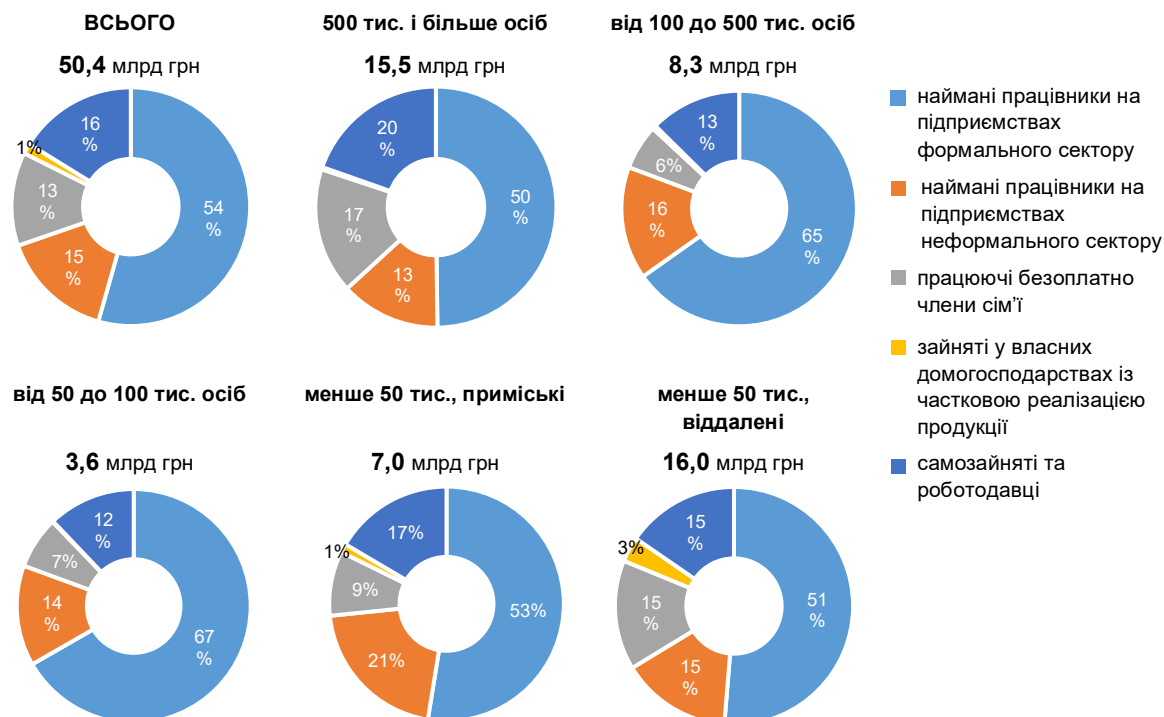 ВСЬОГО
50,4 млрд грн
16
%
1%
13
%
15
%
54
%
500 тис. і більше осіб
15,5 млрд грн
20
%
17
%
13
%
50
%
від 100 до 500 тис. осіб
8,3 млрд грн
13
%
6%
16
%
65
%
наймані працівники на
підприємствах
формального сектору
наймані працівники на
підприємствах
неформального сектору
працюючі безоплатно
члени сім’ї
зайняті у власних
домогосподарствах із
частковою реалізацією
продукції
самозайняті та
роботодавці
від 50 до 100 тис. осіб
3,6 млрд грн
12
%
7%
14
%
67
%
менше 50 тис., приміські
7,0 млрд грн
17%
1%
9%
21%
53%
менше 50 тис.,
віддалені
16,0 млрд грн
15
%
3%
15
%
15
%
51
%